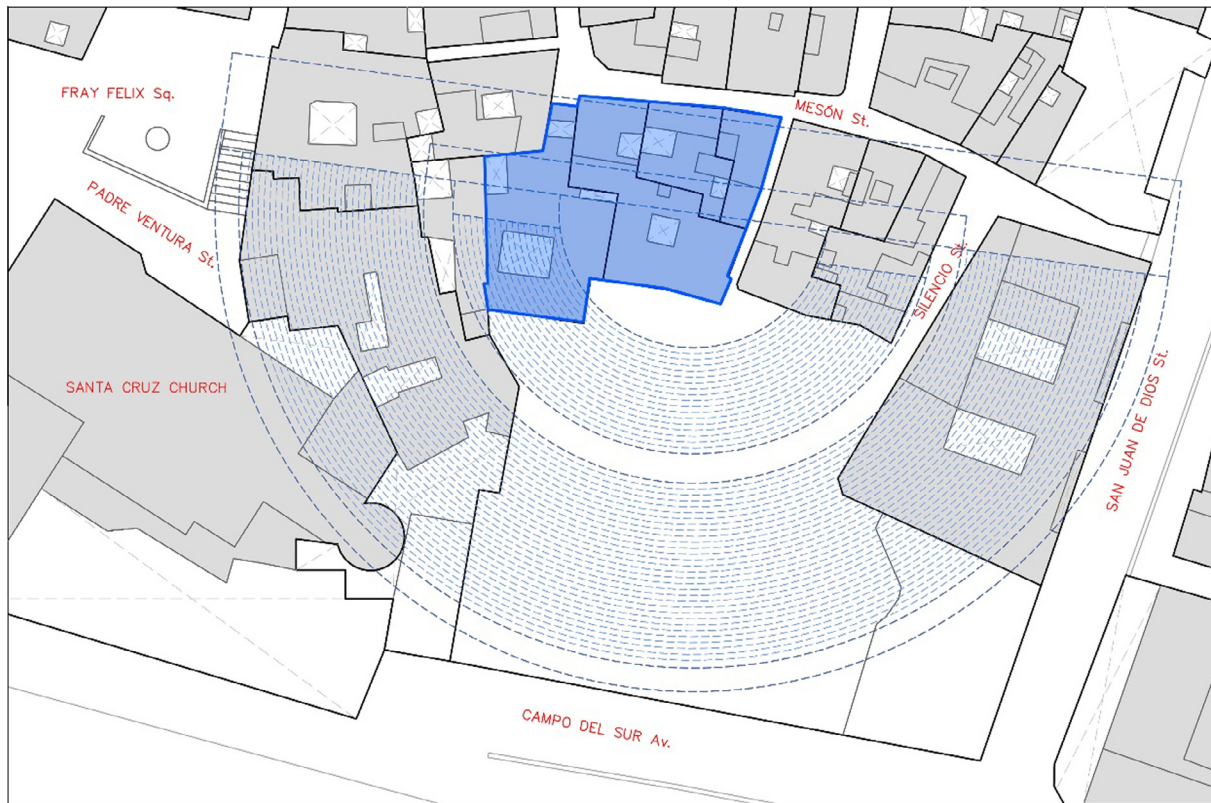 FRAY FELIX Sq.
MESÓN St.
PADRE VENTURA St.
SILENCIO St.
SANTA CRUZ CHURCH
SAN JUAN DE DIOS St.
CAMPO DEL SUR Av.